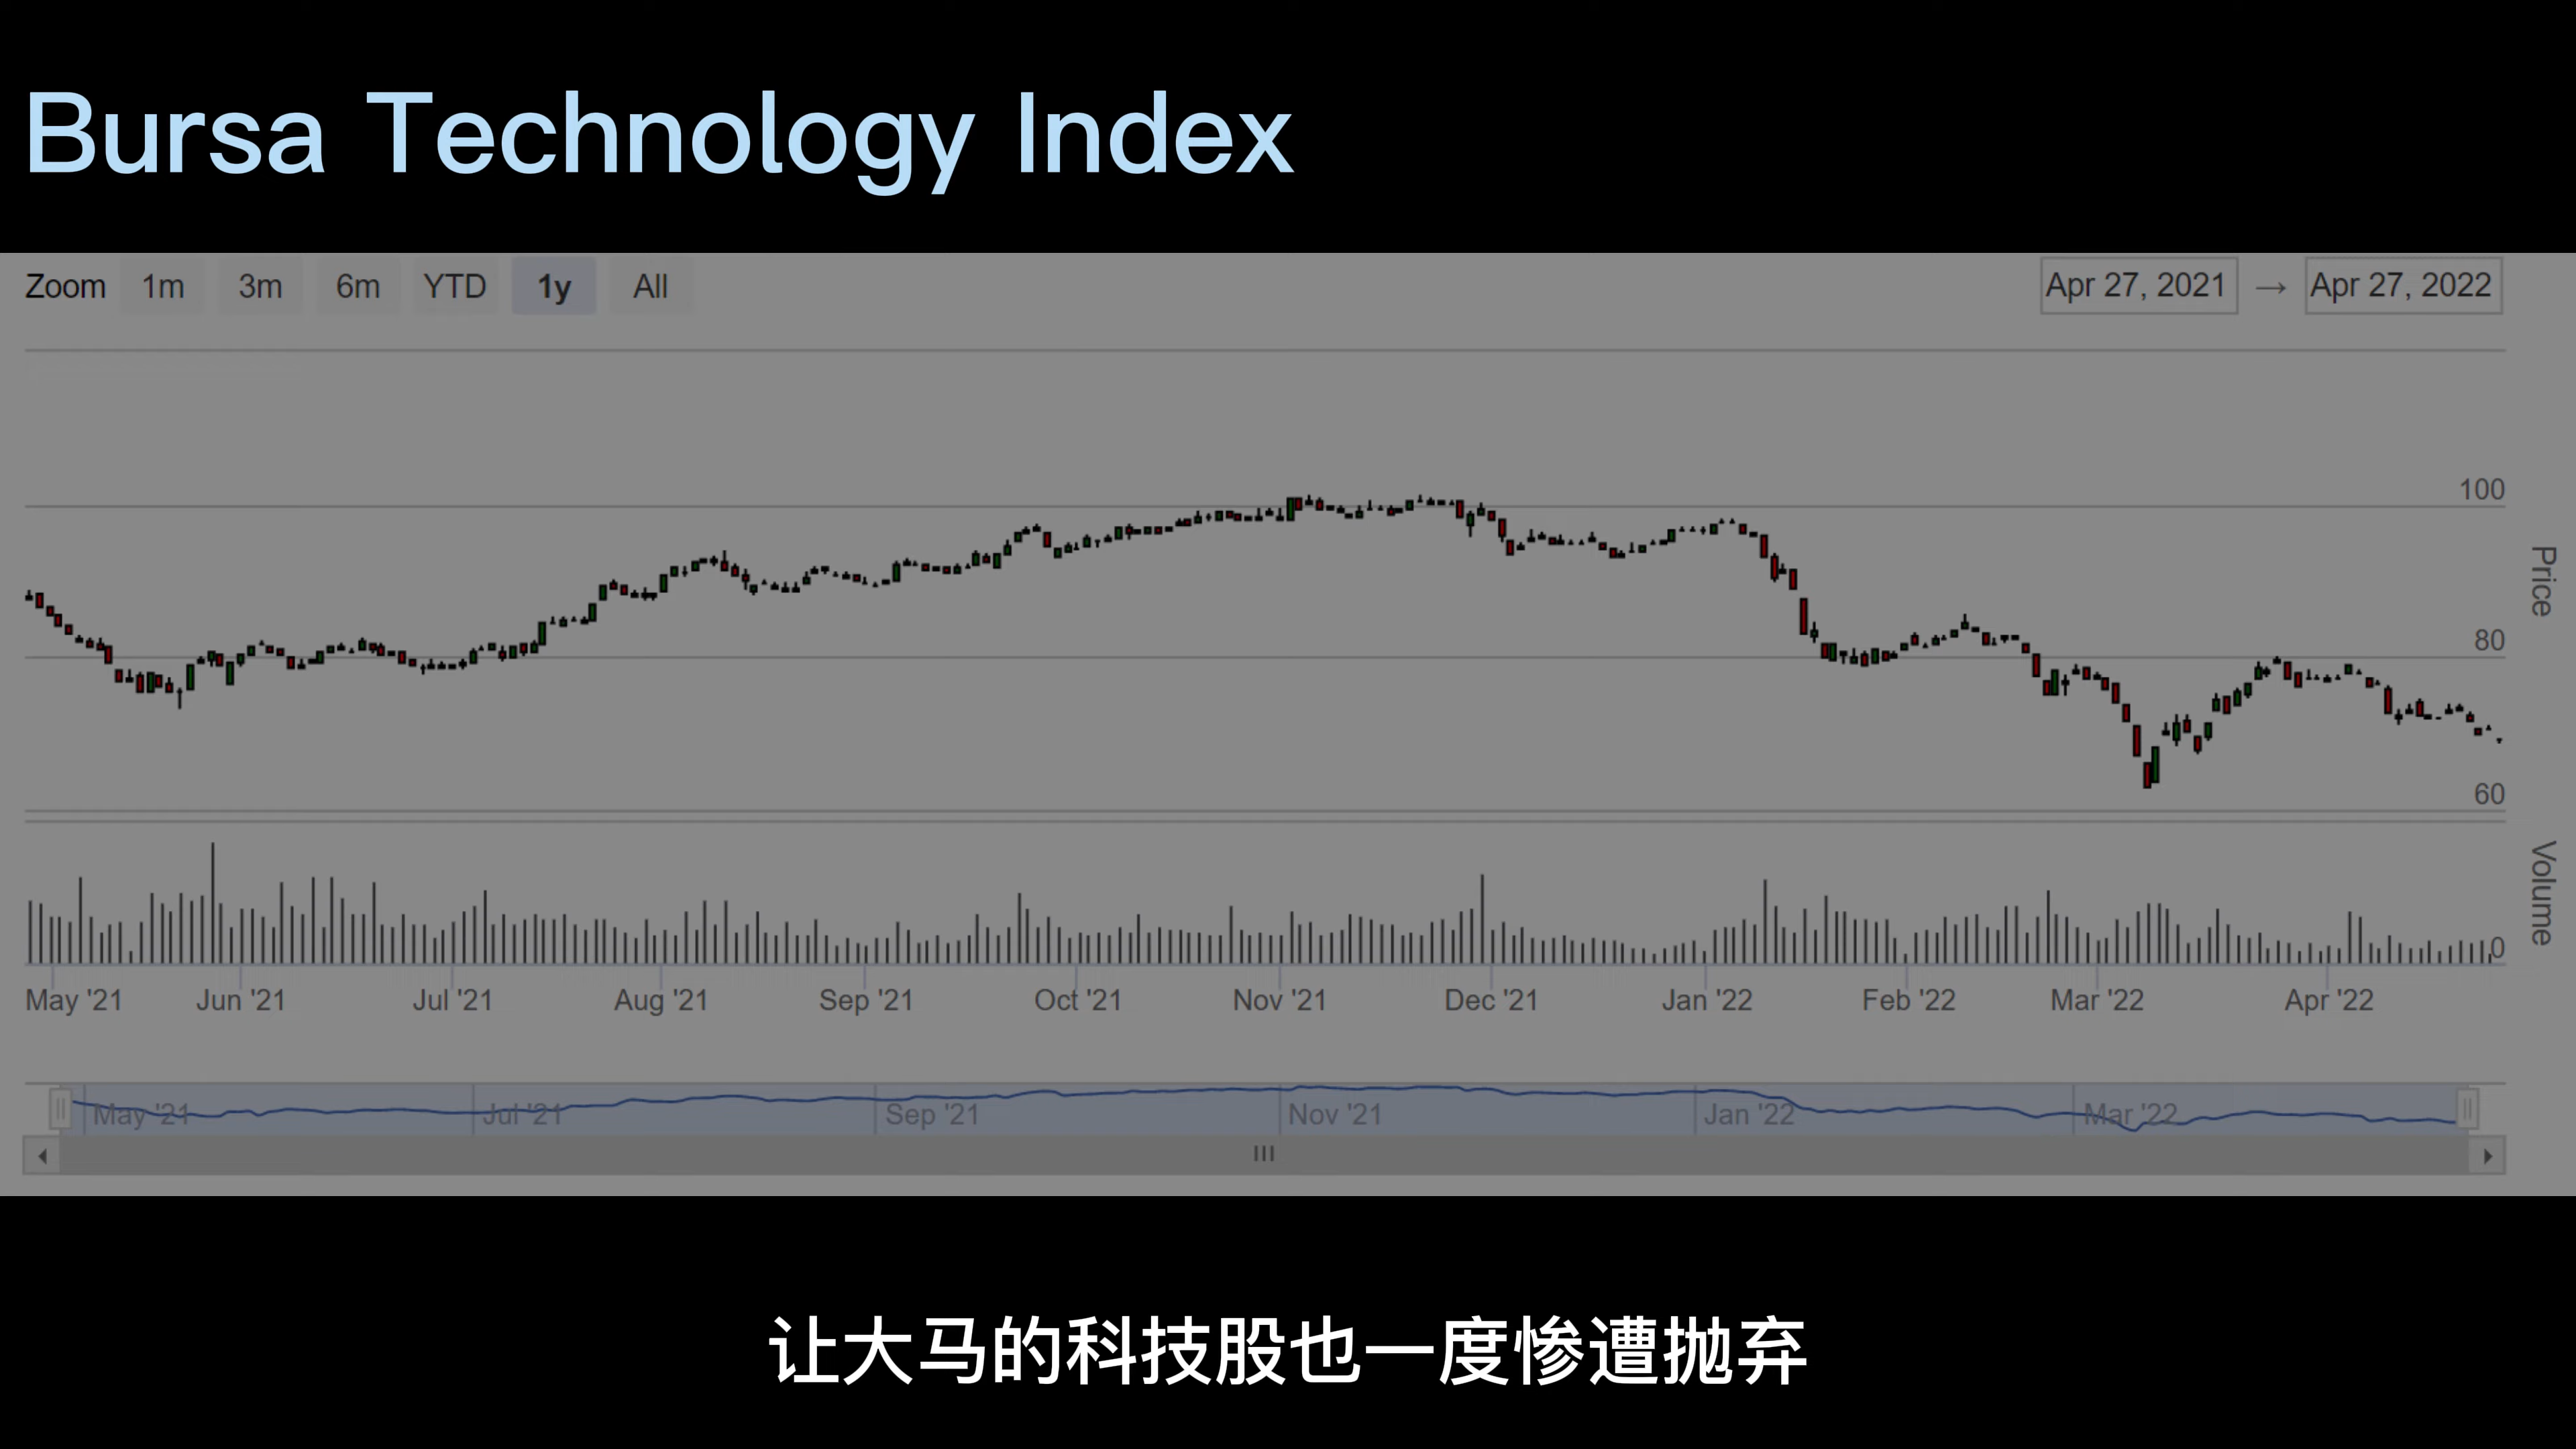 Bursa Technology Index
Zoom 1m 3m 6m YTD 1y All Apr 27, 2021 → Apr 27, 2022
100
80
60
Price
Volume
0
May '21 Jun '21 Jul '21 Aug '21 Sep '21 Oct '21 Nov '21 Dec '21 Jan '22 Feb '22 Mar '22 Apr '22
May '21 Jul '21 Sep '21 Nov '21 Jan '22 Mar '22
让大马的科技股也一度惨遭抛弃